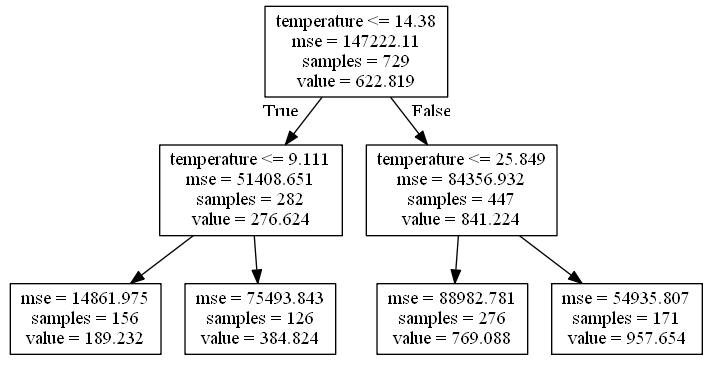 temperature <= 14.38
mse = 147222.11
samples = 729
value = 622.819
True
False
temperature <= 9.111
mse = 51408.651
samples = 282
value = 276.624
temperature <= 25.849
mse = 84356.932
samples = 447
value = 841.224
mse = 14861.975
samples = 156
value = 189.232
mse = 75493.843
samples = 126
value = 384.824
mse = 88982.781
samples = 276
value = 769.088
mse = 54935.807
samples = 171
value = 957.654